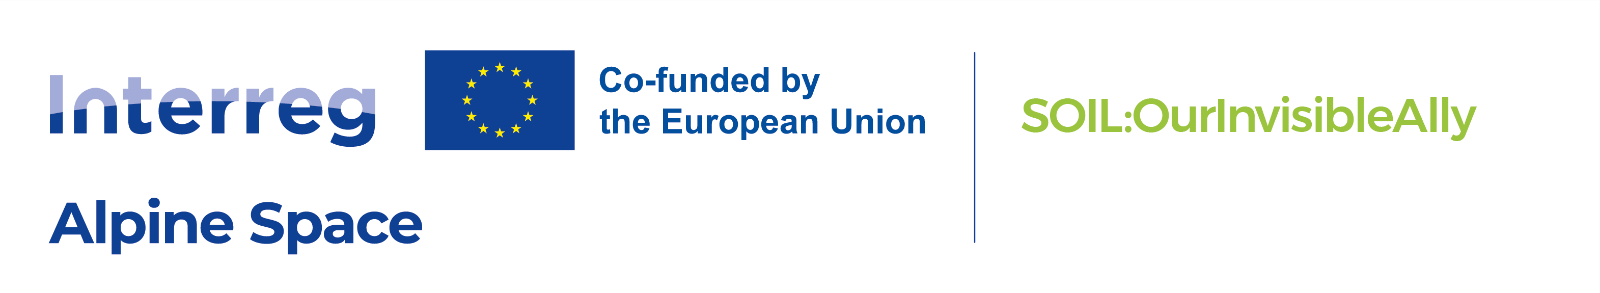 Interreg
Co-funded by
the European Union
Alpine Space
SOIL:OurInvisibleAlly